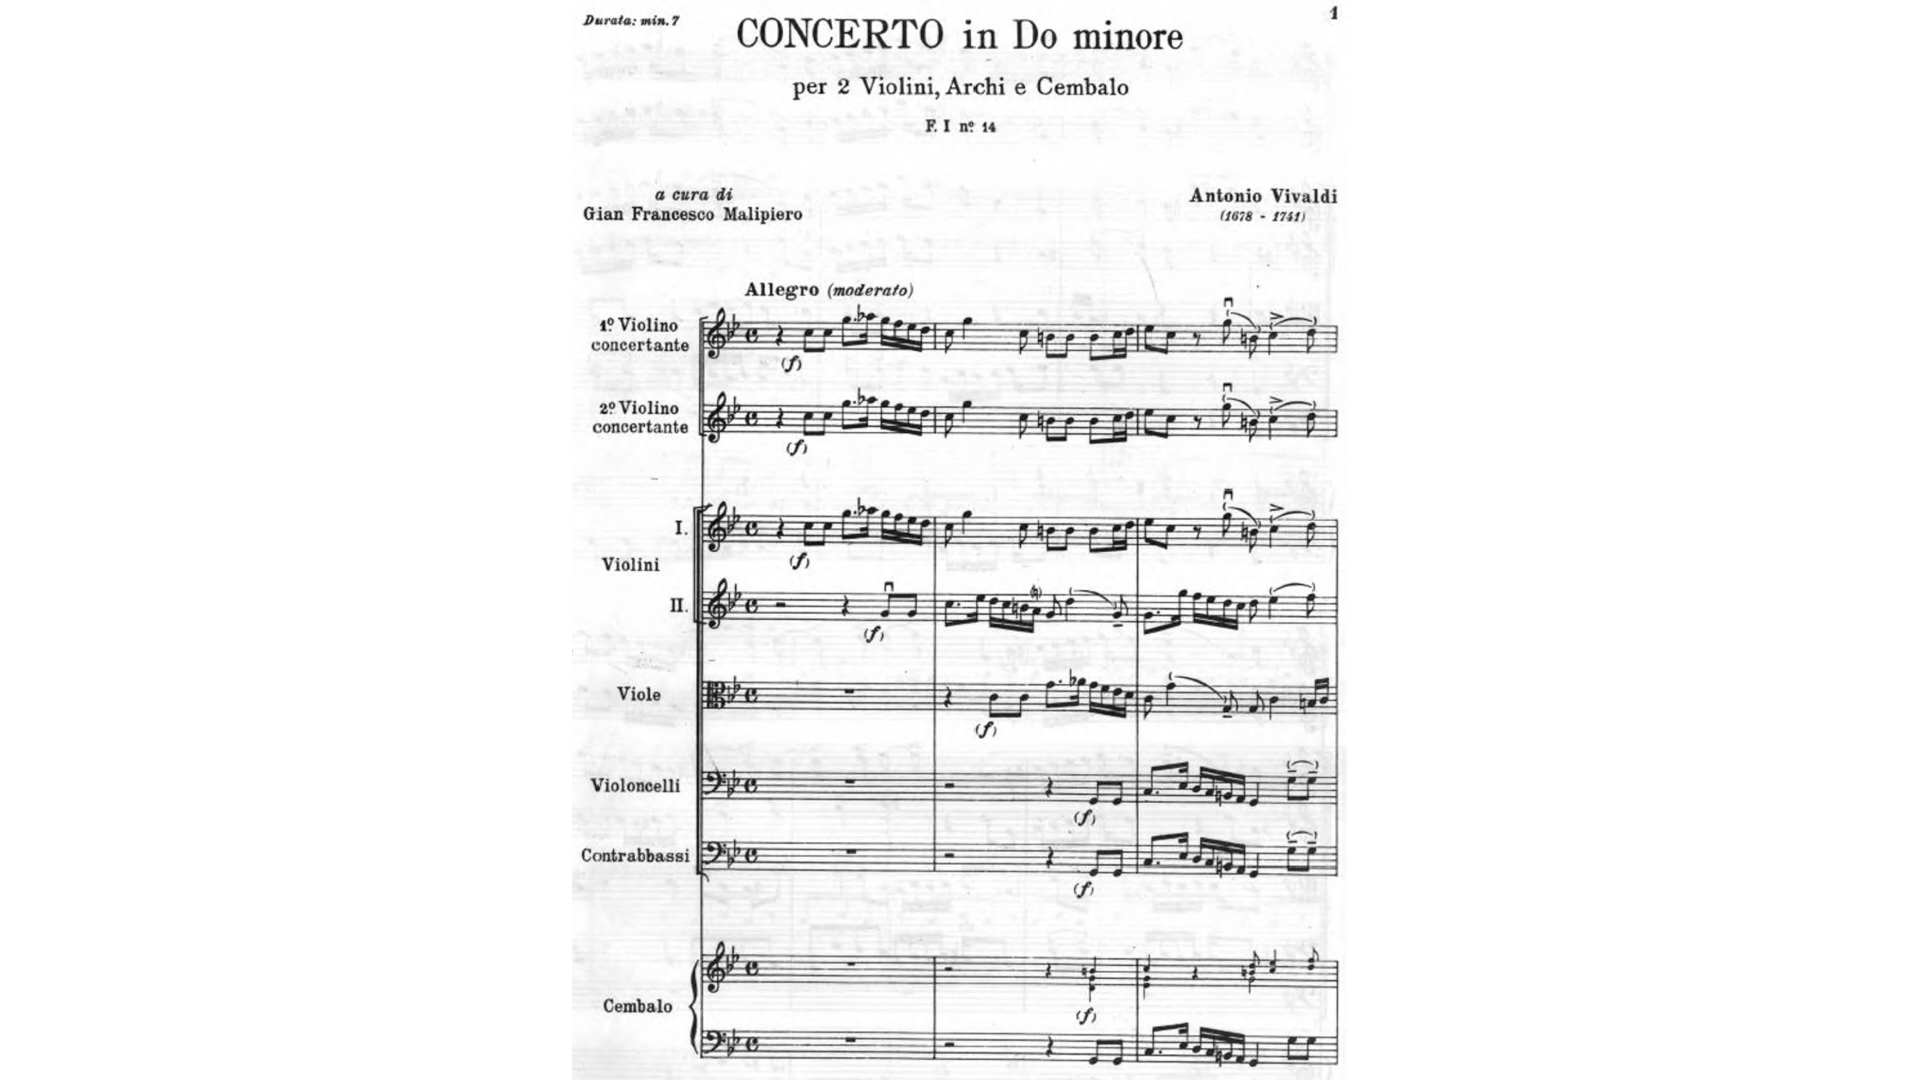 Durata: min. 7
1
CONCERTO in Do minore
per 2 Violini, Archi e Cembalo
F. I nº 14
a cura di
Gian Francesco Malipiero
Antonio Vivaldi
(1678 - 1741)
Allegro (moderato)
1º Violino
concertante
(f)
2º Violino
concertante
(f)
I.
(f)
Violini
II.
(f)
Viole
(f)
Violoncelli
(f)
Contrabbassi
(f)
Cembalo
(f)